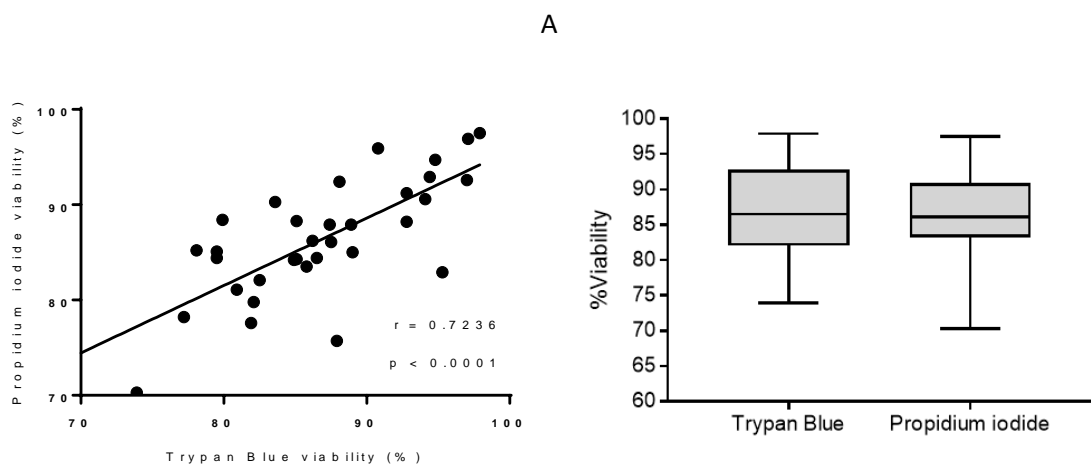 A
Propidium iodide viability (%)
100
90
80
70
r = 0.7236
p < 0.0001
70
80
90
100
Trypan Blue viability (%)
%Viability
100
95
90
85
80
75
70
65
60
Trypan Blue
Propidium iodide